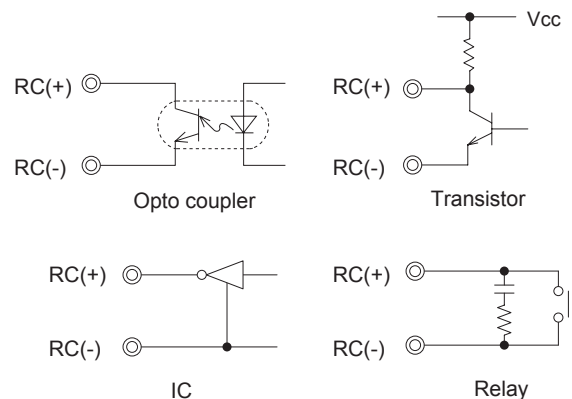 RC(+)
RC(-)
Opto coupler
Vcc
RC(+)
RC(-)
Transistor
RC(+)
RC(-)
IC
RC(+)
RC(-)
Relay